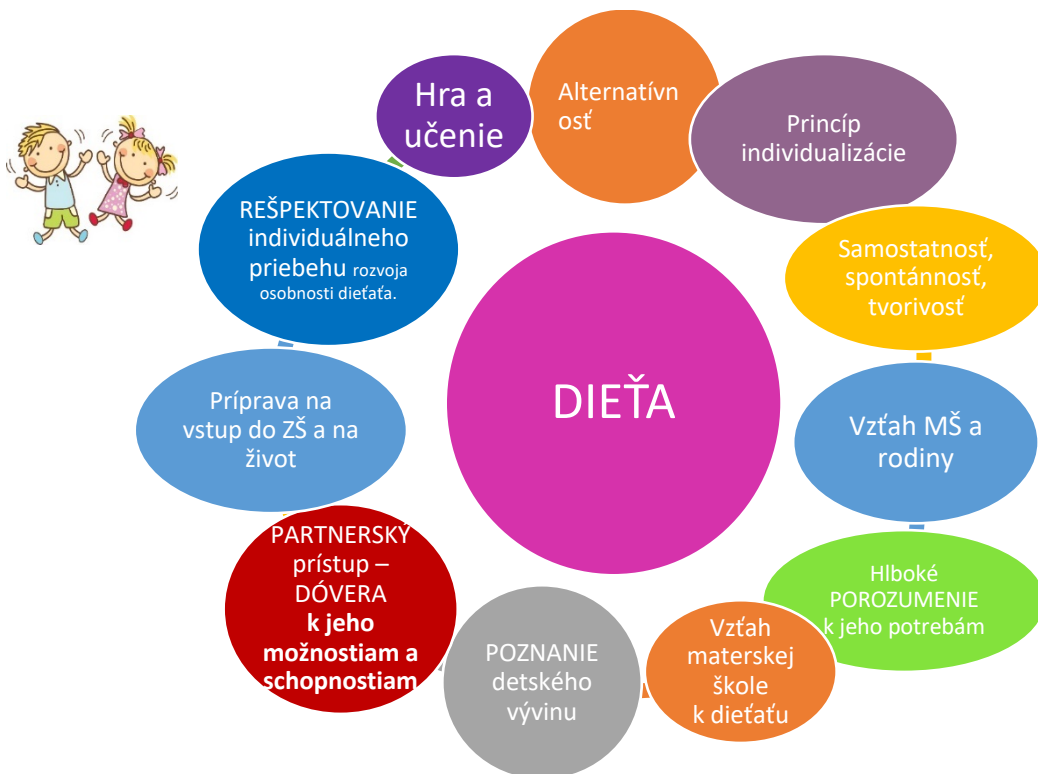 Hra a
učenie
Alternatívn
osť
Princíp
individualizácie
REŠPEKTOVANIE
individuálneho
priebehu rozvoja
osobnosti dieťaťa.
Samostatnosť,
spontánnosť,
tvorivosť
DIEŤA
Príprava na
vstup do ZŠ a na
život
Vzťah MŠ a
rodiny
PARTNERSKÝ
prístup –
DÓVERA
k jeho
možnostiam a
schopnostiam
POZNANIE
detského
vývinu
Vzťah
materskej
škole
k dieťaťu
Hlboké
POROZUMENIE
k jeho potrebám